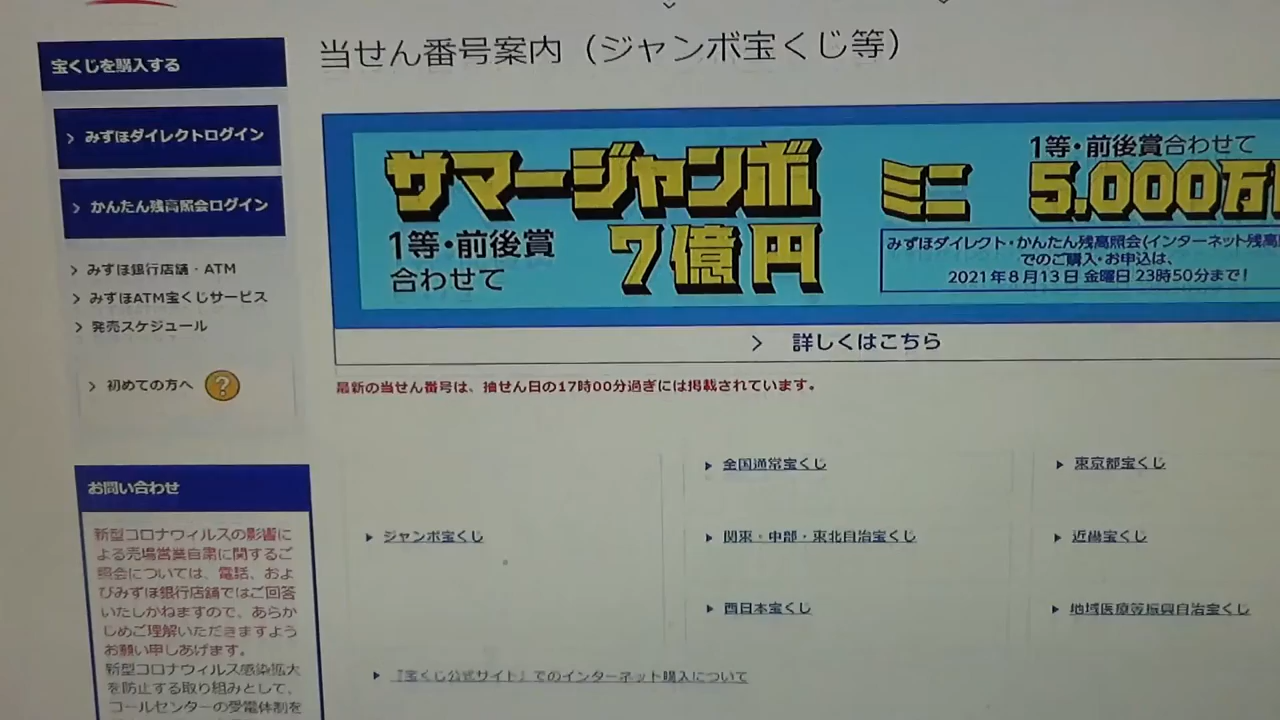 宝くじを購入する
みずほダイレクトログイン
かんたん残高照会ログイン
みずほ銀行店舗・ATM
みずほATM宝くじサービス
発売スケジュール
初めての方へ ?
お問い合わせ
新型コロナウィルスの影響に
よる売場営業自粛に関するご
照会については、電話、およ
びみずほ銀行店舗ではご回答
いたしかねますので、あらか
じめご理解いただきますよう
お願い申しあげます。
新型コロナウィルス感染拡大
を防止する取り組みとして、
コールセンターの受電体制を
当せん番号案内（ジャンボ宝くじ等）
サマージャンボ
1等・前後賞
合わせて
7億円
ミニ
1等・前後賞合わせて
5,000万
みずほダイレクト・かんたん残高照会(インターネット残高
でのご購入・お申込は、
2021年8月13日 金曜日 23時50分まで!
詳しくはこちら
最新の当せん番号は、抽せん日の17時00分過ぎには掲載されています。
ジャンボ宝くじ
全国通常宝くじ
関東・中部・東北自治宝くじ
西日本宝くじ
東京都宝くじ
近畿宝くじ
地域医療等振興自治宝くじ
『宝くじ公式サイト』でのインターネット購入について